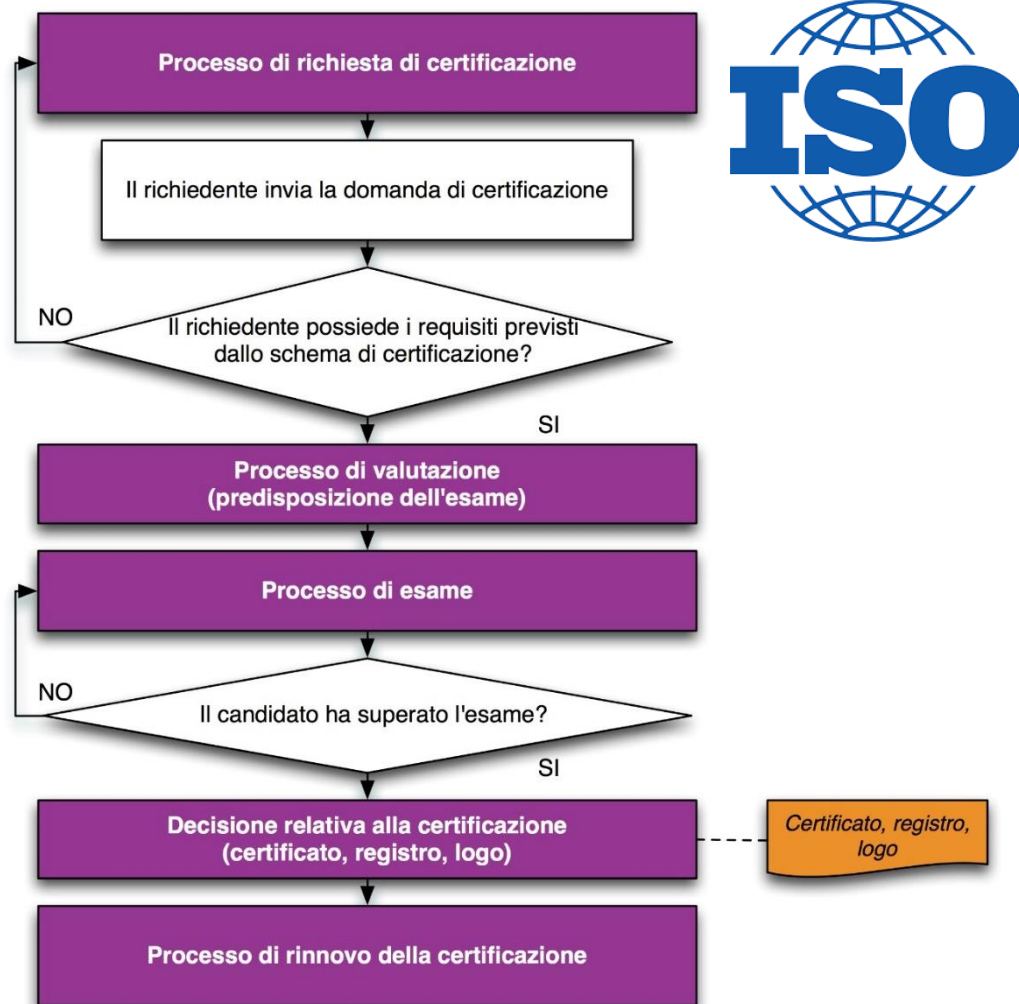 Processo di richiesta di certificazione
ISO
Il richiedente invia la domanda di certificazione
NO
Il richiedente possiede i requisiti previsti
dallo schema di certificazione?
SI
Processo di valutazione
(predisposizione dell'esame)
Processo di esame
NO
Il candidato ha superato l'esame?
SI
Decisione relativa alla certificazione
(certificato, registro, logo)
Certificato, registro,
logo
Processo di rinnovo della certificazione